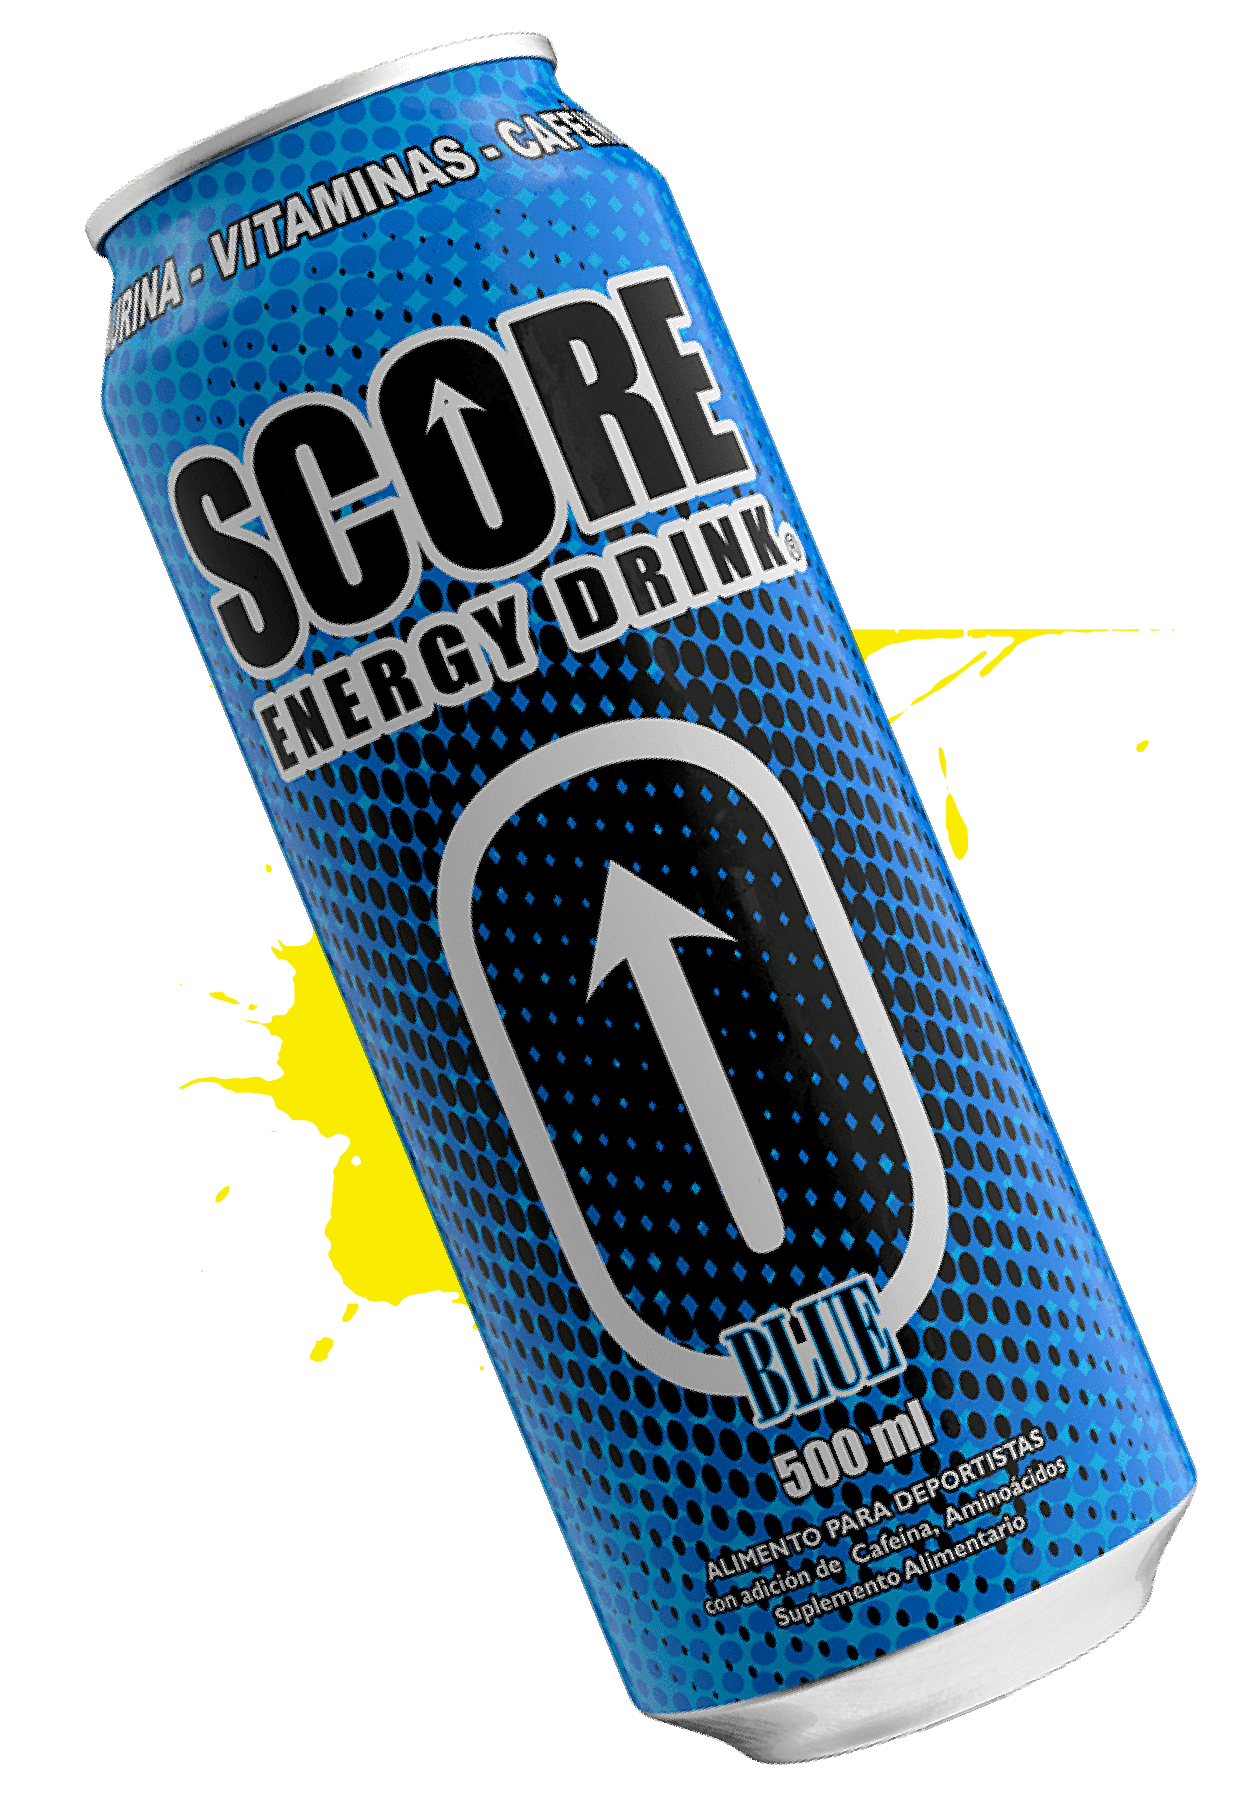 - VITAMINAS -
SCORE
ENERGY DRINK®
BLUE
500 ml
ALIMENTO PARA DEPORTISTAS
con adición de Cafeína, Aminoácidos
Suplemento Alimentario